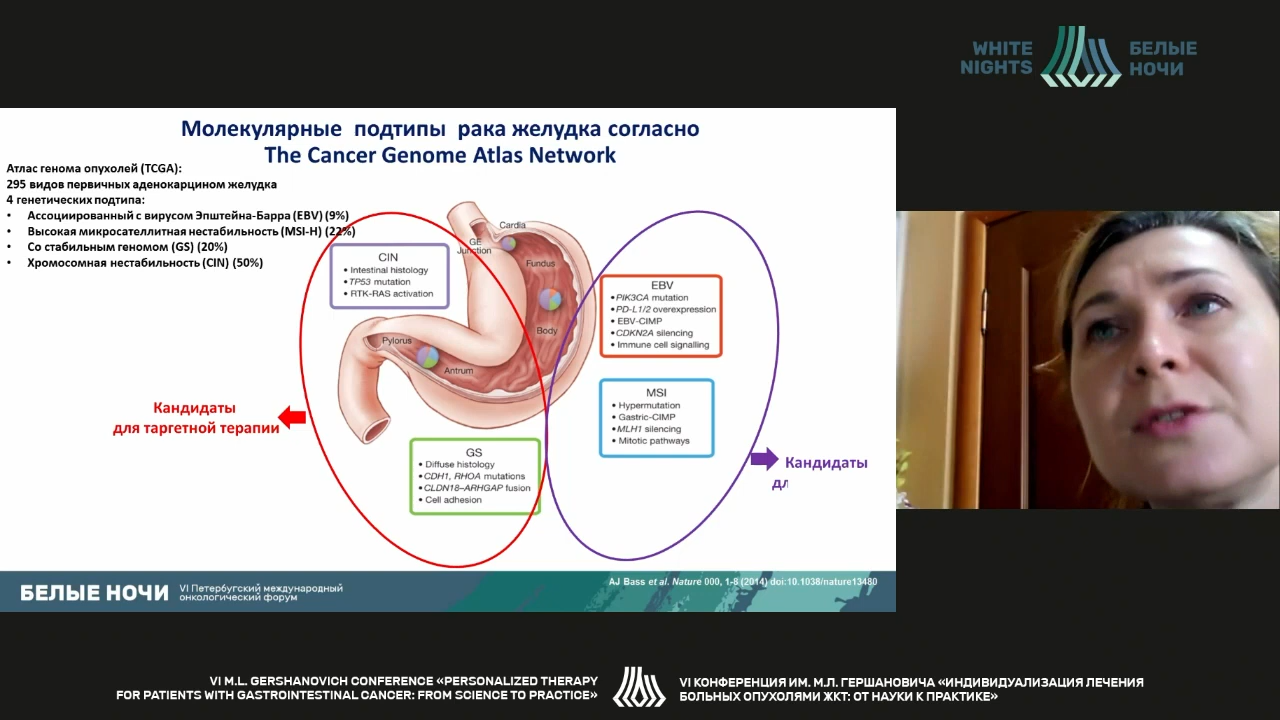 WHITE
NIGHTS
БЕЛЫЕ
НОЧИ
Молекулярные подтипы рака желудка согласно
The Cancer Genome Atlas Network
Атлас генома опухолей (TCGA):
295 видов первичных аденокарцином желудка
4 генетических подтипа:
• Ассоциированный с вирусом Эпштейна-Барра (EBV) (9%)
• Высокая микросателлитная нестабильность (MSI-H) (22%)
• Со стабильным геномом (GS) (20%)
• Хромосомная нестабильность (CIN) (50%)
CIN
• Intestinal histology
• TP53 mutation
• RTK-RAS activation
Cardia
GE
Junction
Fundus
Body
Pylorus
Antrum
EBV
• PIK3CA mutation
• PD-L1/2 overexpression
• EBV-CIMP
• CDKN2A silencing
• Immune cell signalling
MSI
• Hypermutation
• Gastric-CIMP
• MLH1 silencing
• Mitotic pathways
GS
• Diffuse histology
• CDH1, RHOA mutations
• CLDN18–ARHGAP fusion
• Cell adhesion
Кандидаты
для таргетной терапии
Кандидаты
БЕЛЫЕ НОЧИ
VI Петербугский международный
онкологический форум
AJ Bass et al. Nature 000, 1-8 (2014) doi:10.1038/nature13480
VI M.L. GERSHANOVICH CONFERENCE «PERSONALIZED THERAPY
FOR PATIENTS WITH GASTROINTESTINAL CANCER: FROM SCIENCE TO PRACTICE»
VI КОНФЕРЕНЦИЯ ИМ. М.Л. ГЕРШАНОВИЧА «ИНДИВИДУАЛИЗАЦИЯ ЛЕЧЕНИЯ
БОЛЬНЫХ ОПУХОЛЯМИ ЖКТ: ОТ НАУКИ К ПРАКТИКЕ»